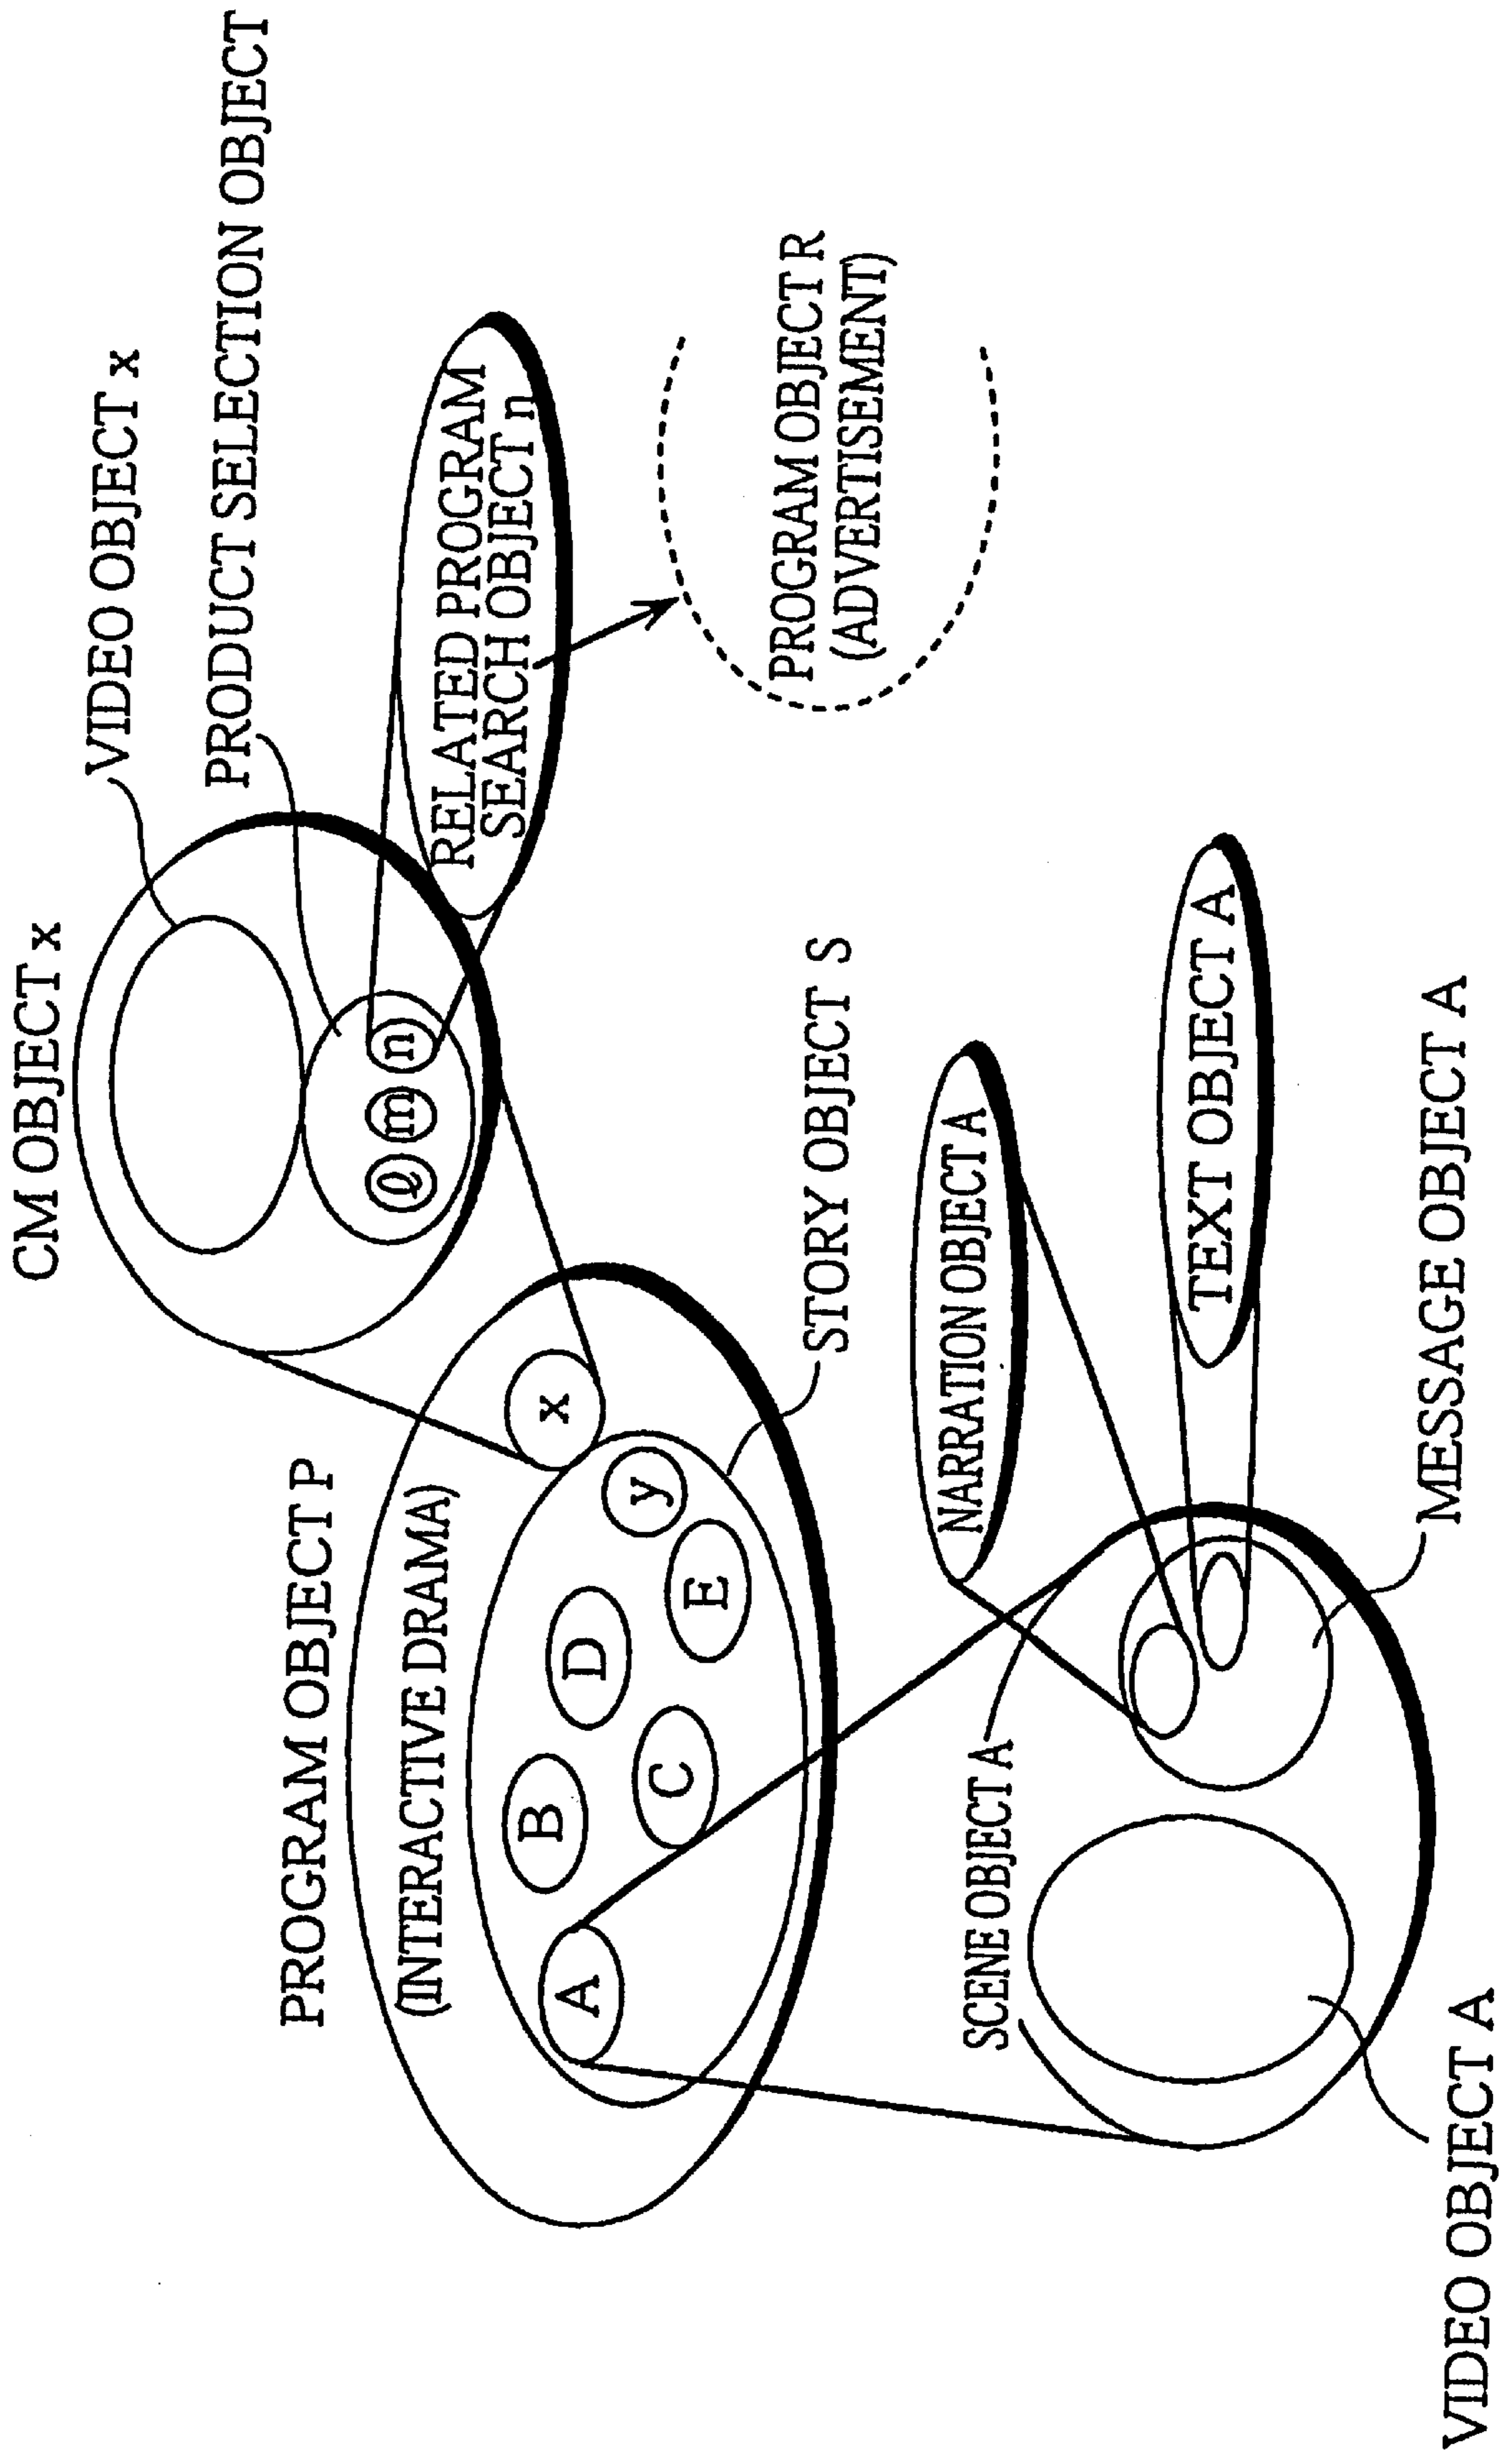 CM OBJECT x
VIDEO OBJECT x
PRODUCT SELECTION OBJECT
ℓ m n
RELATED PROGRAM
SEARCH OBJECT n
PROGRAM OBJECT R
(ADVERTISEMENT)
PROGRAM OBJECT P
(INTERACTIVE DRAMA)
A
B
C
D
E
y
x
STORY OBJECT S
SCENE OBJECT A
NARRATION OBJECT A
TEXT OBJECT A
MESSAGE OBJECT A
VIDEO OBJECT A